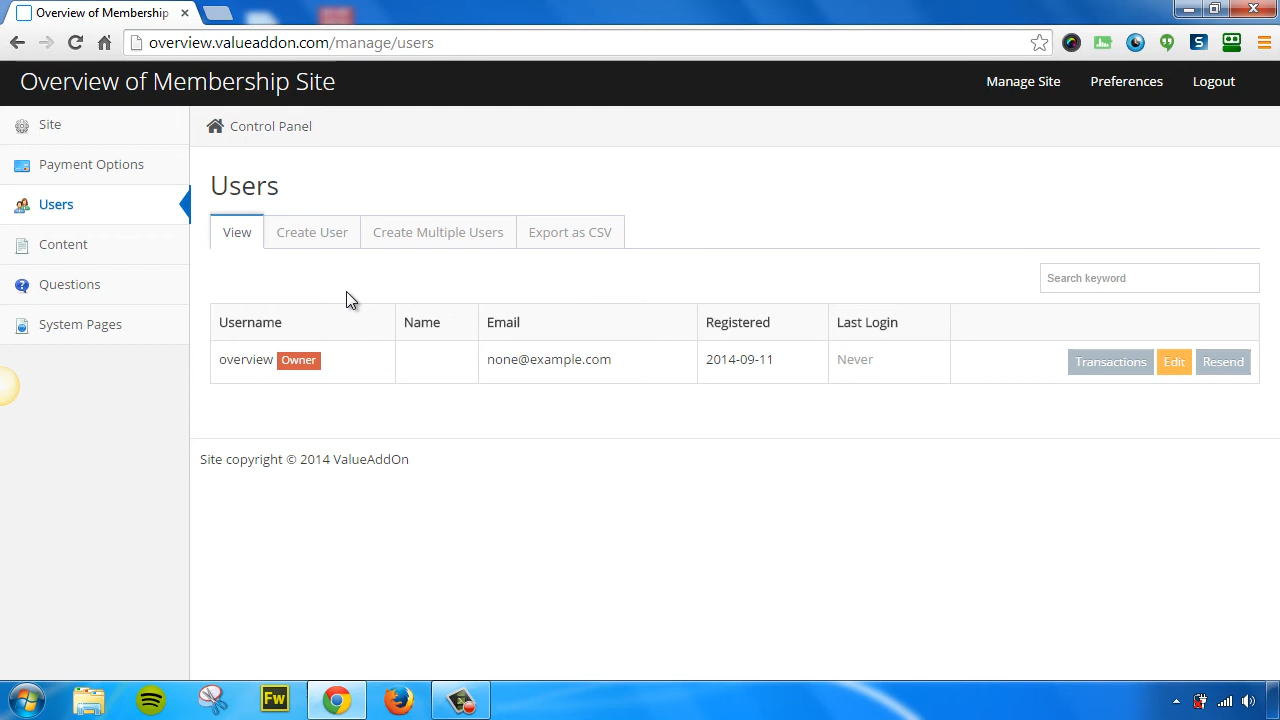 Overview of Membership
overview.valueaddon.com/manage/users
Overview of Membership Site
Manage Site
Preferences
Logout
Site
Payment Options
Users
Content
Questions
System Pages
Control Panel
Users
View
Create User
Create Multiple Users
Export as CSV
Search keyword
Username
Name
Email
Registered
Last Login
overview Owner
none@example.com
2014-09-11
Never
Transactions
Edit
Resend
Site copyright © 2014 ValueAddOn
Fw